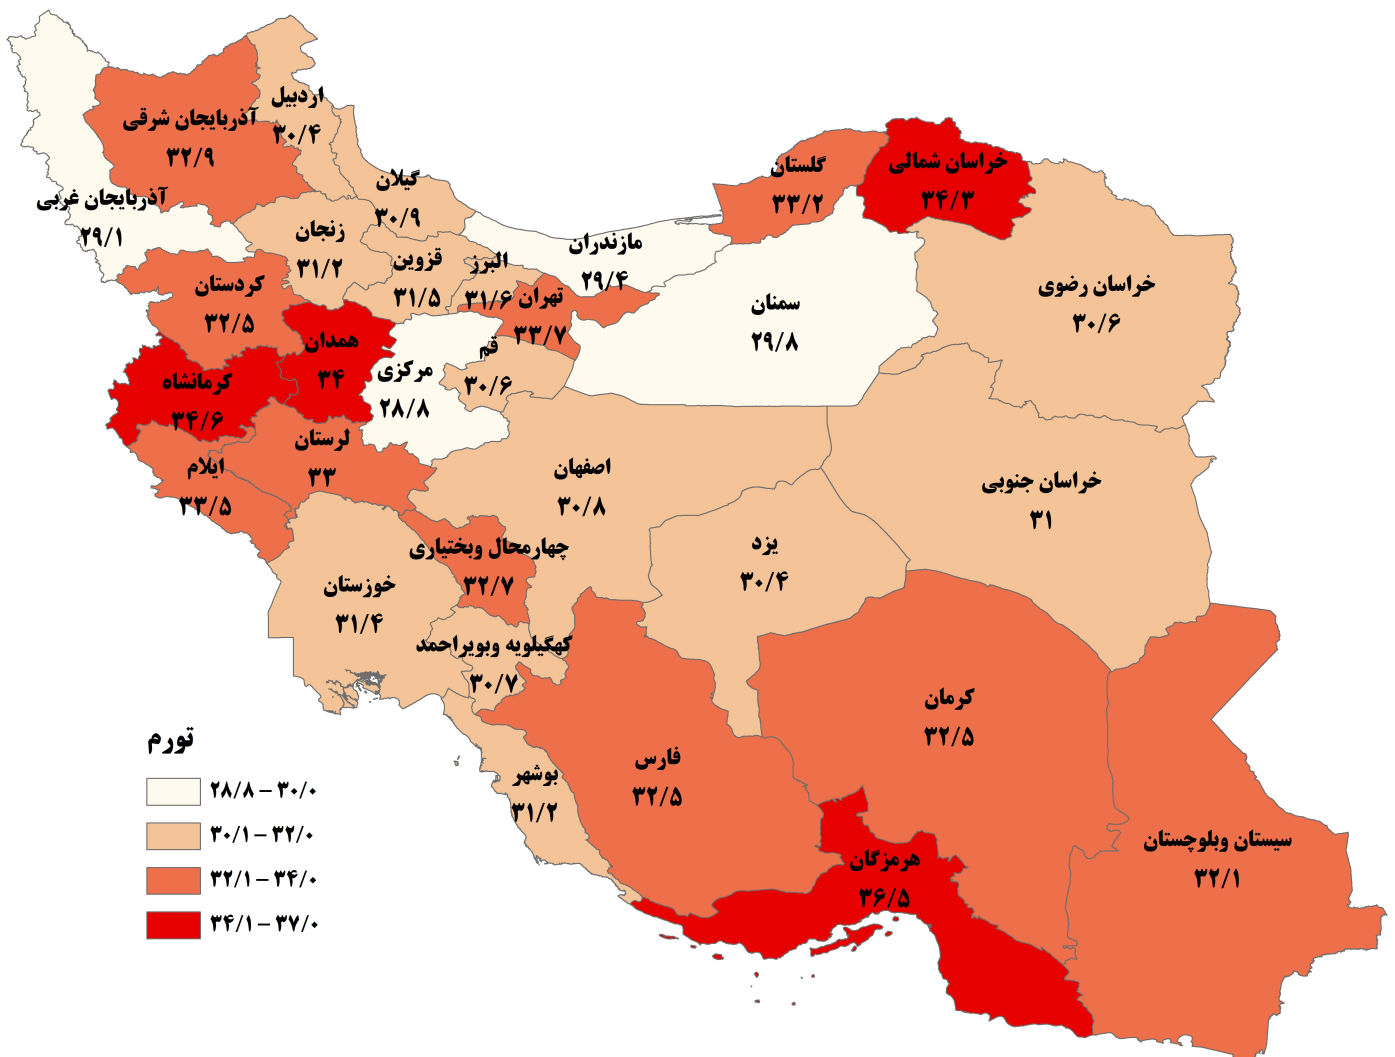 اردبیل
۳۰/۴
آذربایجان شرقی
۳۲/۹
آذربایجان غربی
۲۹/۱
گیلان
۳۰/۹
گلستان
۳۳/۲
خراسان شمالی
۳۴/۳
زنجان
۳۱/۲
قزوین
۳۱/۵
البرز
۳۱/۶
مازندران
۲۹/۴
تهران
۳۳/۷
سمنان
۲۹/۸
خراسان رضوی
۳۰/۶
کردستان
۳۲/۵
همدان
۳۴
کرمانشاه
۳۴/۶
مرکزی
۲۸/۸
قم
۳۰/۶
لرستان
۳۳
ایلام
۳۳/۵
اصفهان
۳۰/۸
خراسان جنوبی
۳۱
چهارمحال وبختیاری
۳۲/۷
یزد
۳۰/۴
خوزستان
۳۱/۴
کهگیلویه وبویراحمد
۳۰/۷
کرمان
۳۲/۵
فارس
۳۲/۵
بوشهر
۳۱/۲
سیستان وبلوچستان
۳۲/۱
هرمزگان
۳۶/۵
تورم
۲۸/۸ – ۳۰/۰
۳۰/۱ – ۳۲/۰
۳۲/۱ – ۳۴/۰
۳۴/۱ – ۳۷/۰